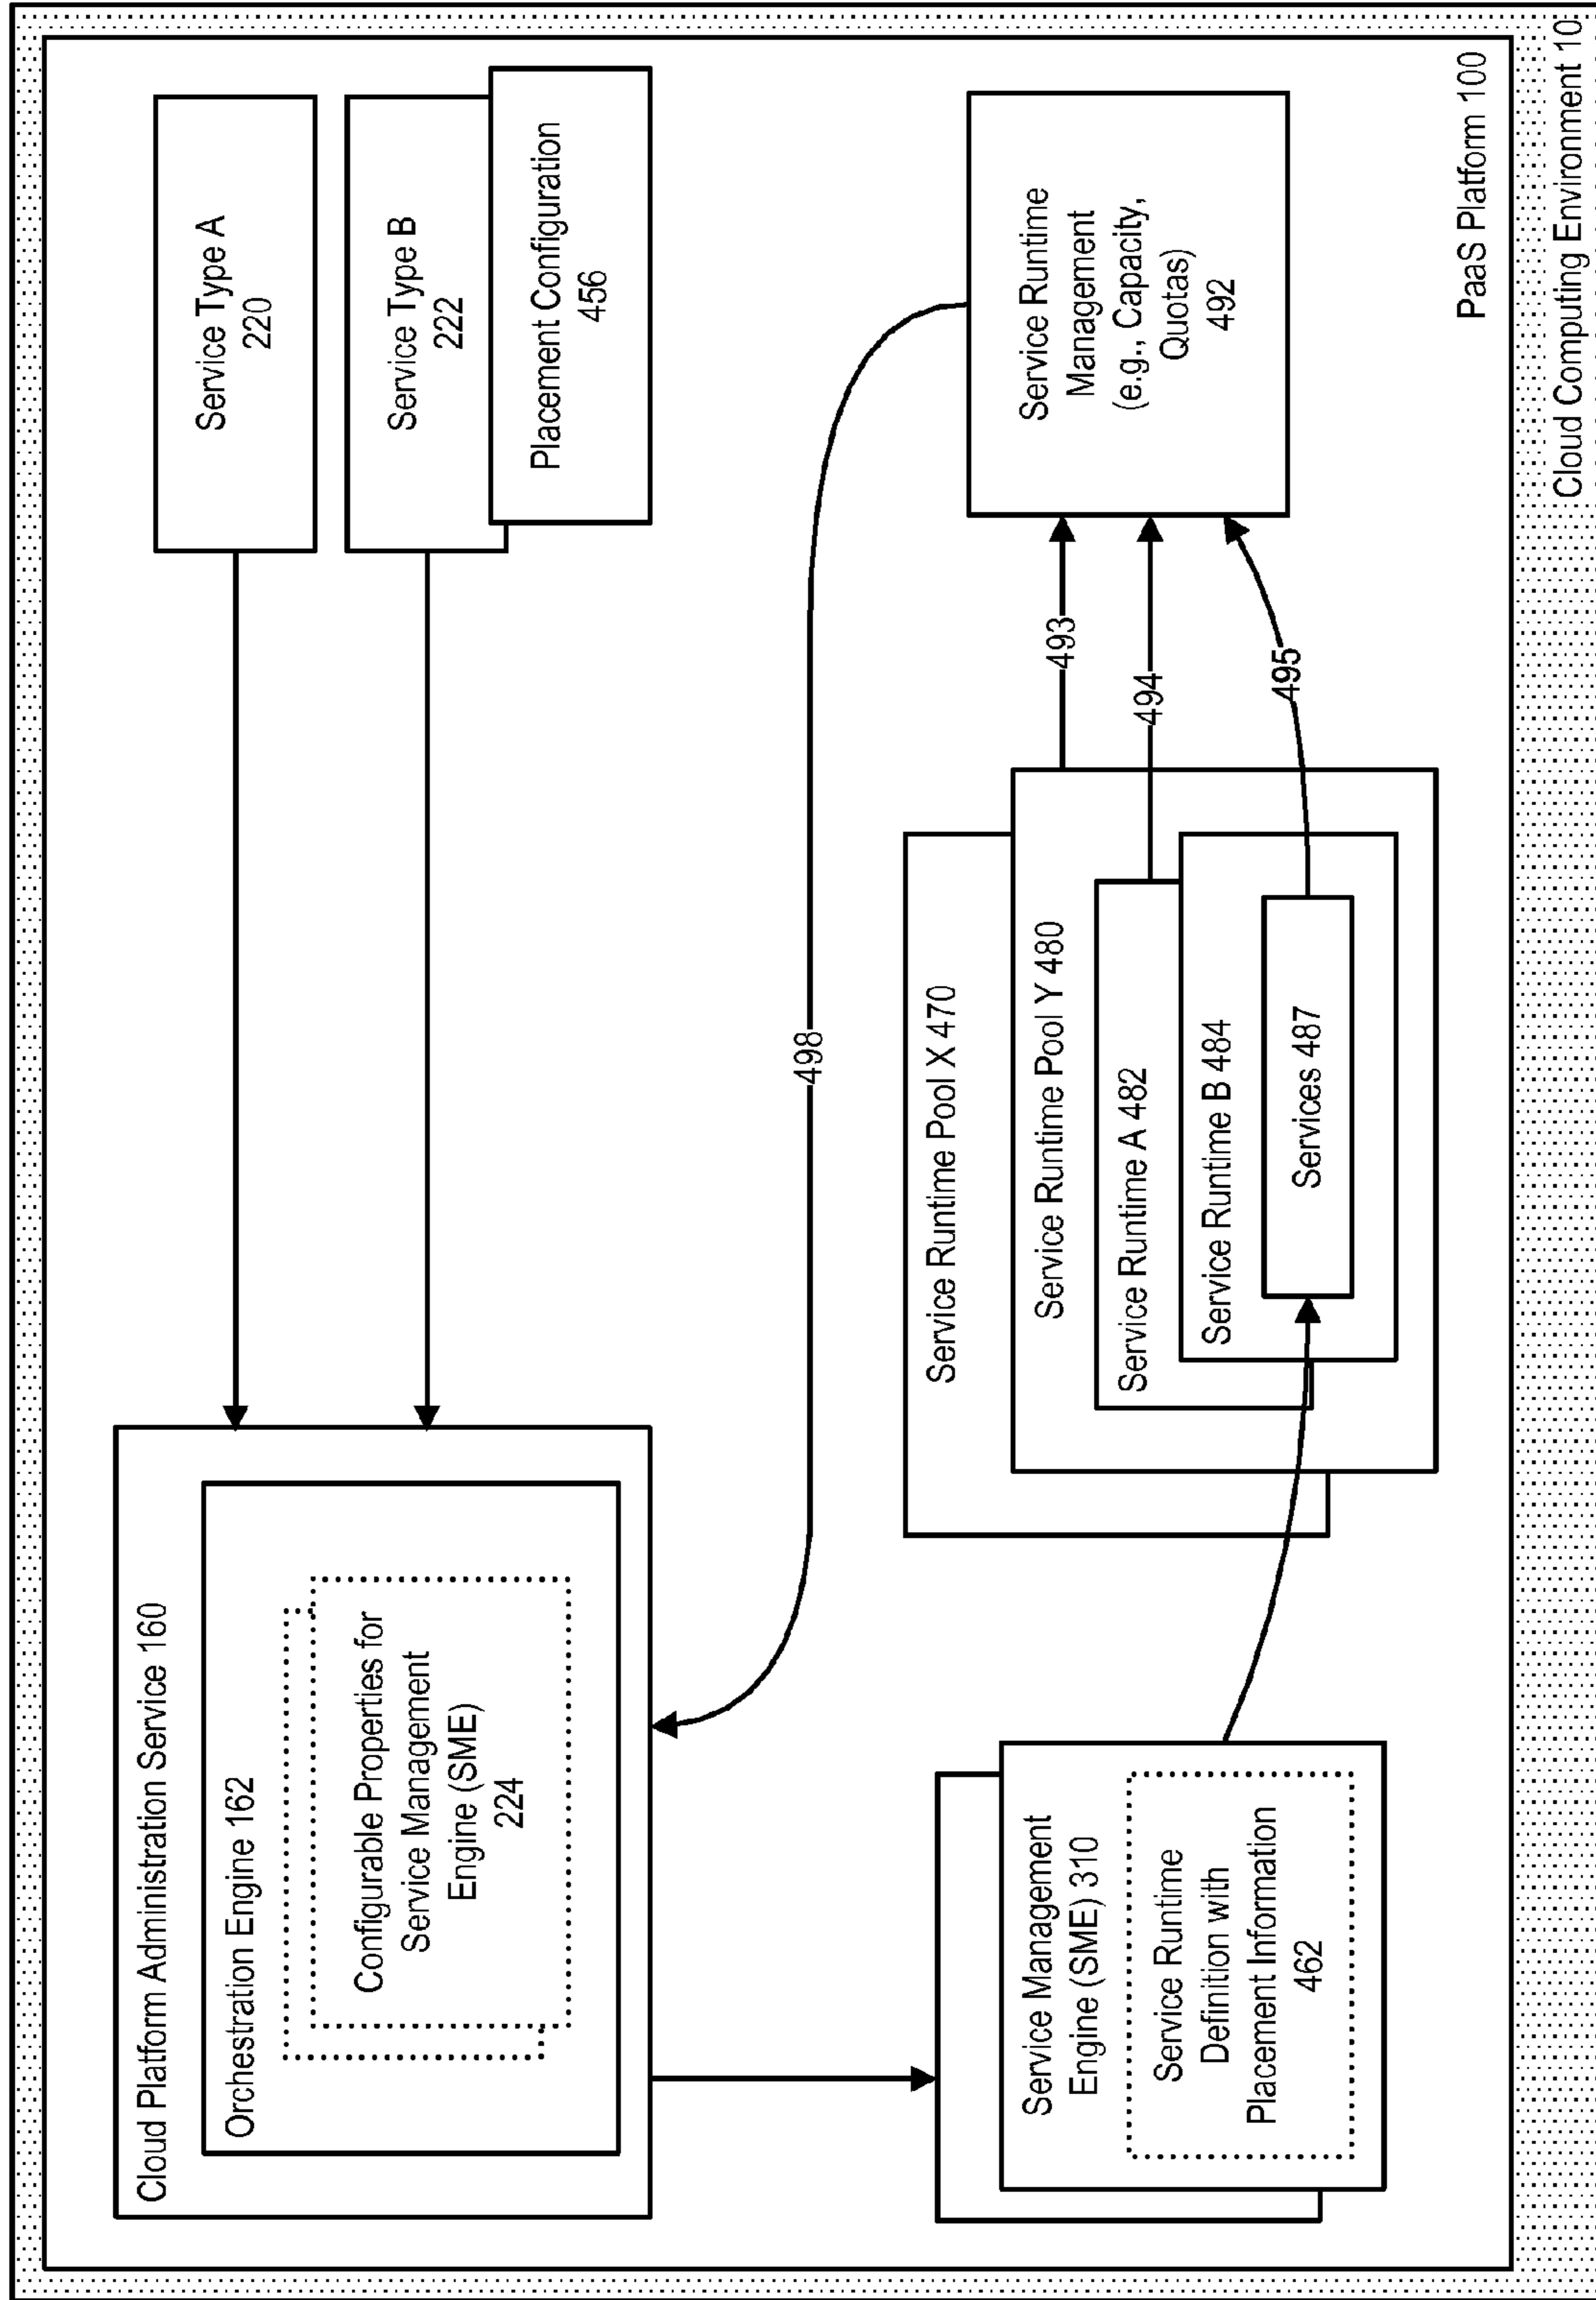 Cloud Platform Administration Service 160
Orchestration Engine 162
Configurable Properties for
Service Management
Engine (SME)
224
Service Type A
220
Service Type B
222
Placement Configuration
456
498
Service Management
Engine (SME) 310
Service Runtime
Definition with
Placement Information
462
Service Runtime Pool X 470
Service Runtime Pool Y 480
Service Runtime A 482
Service Runtime B 484
Services 487
493
494
495
Service Runtime
Management
(e.g., Capacity,
Quotas)
492
PaaS Platform 100
Cloud Computing Environment 10